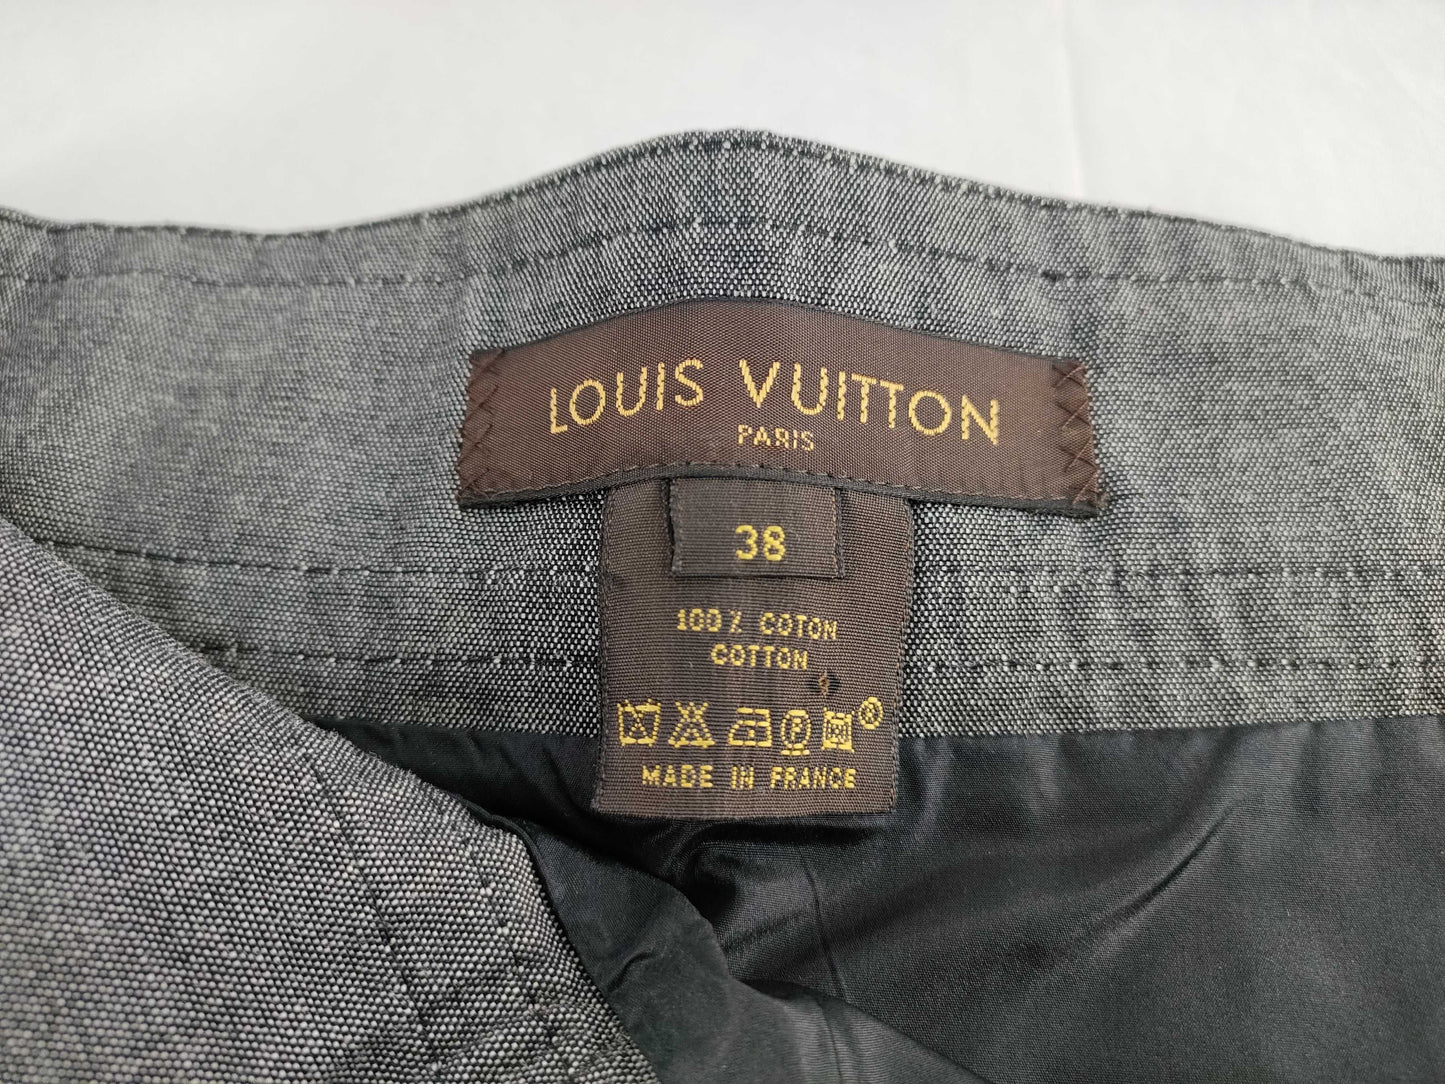 LOUIS VUITTON
PARIS
38
100% COTON
COTTON
MADE IN FRANCE